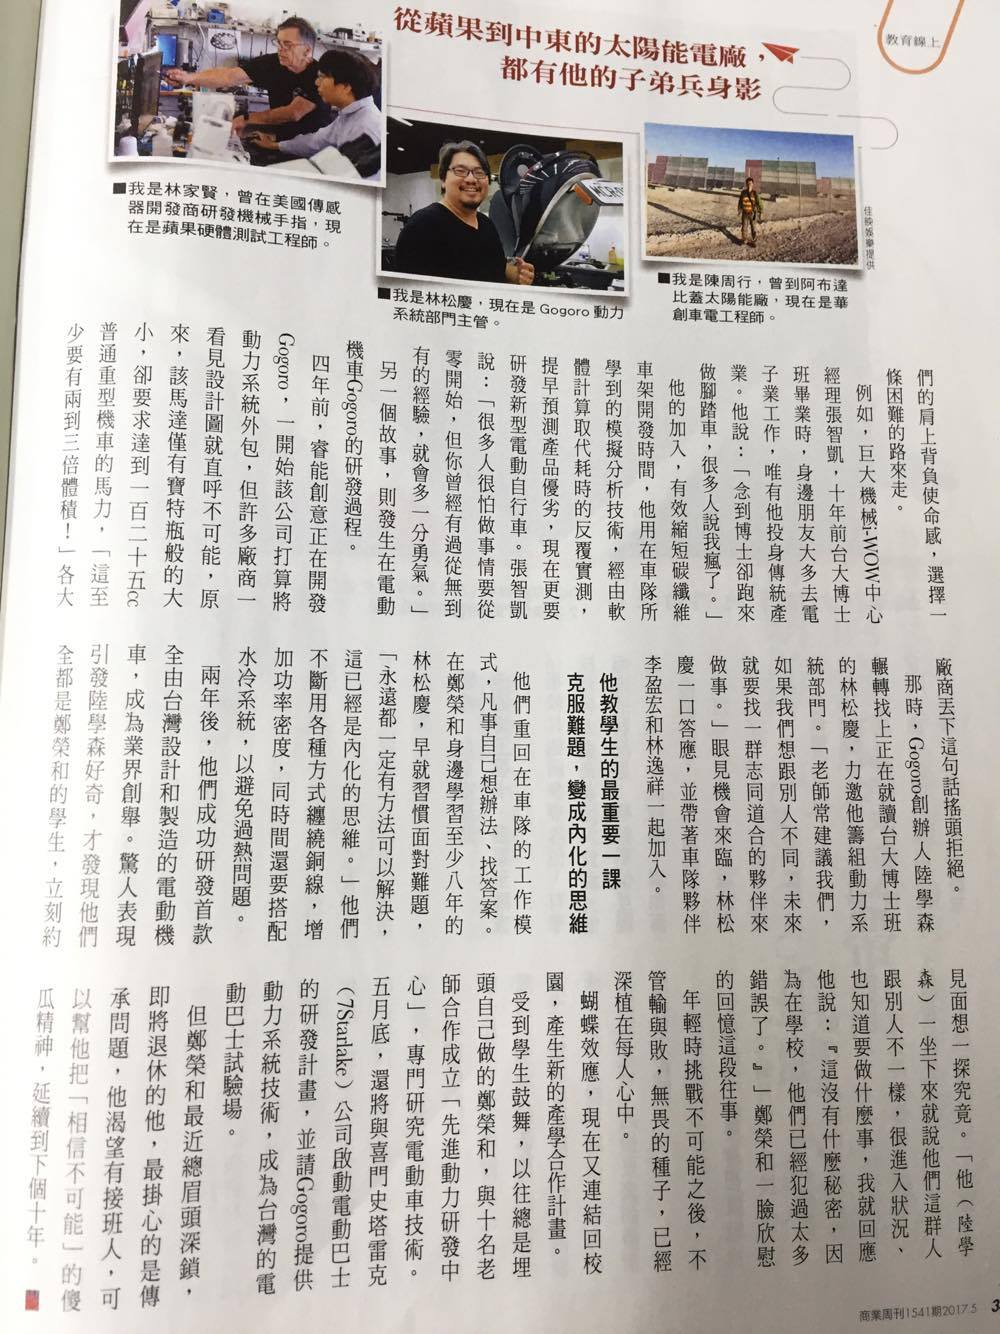 教育線上
從蘋果到中東的太陽能電廠，
都有他的子弟兵身影
■我是林家賢，曾在美國傳感
器開發商研發機械手指，現
在是蘋果硬體測試工程師。
MCR
■我是林松慶，現在是 Gogoro 動力
系統部門主管。
佳映娛樂提供
■我是陳周行，曾到阿布達
比蓋太陽能廠，現在是華
創車電工程師。
們的肩上背負使命感，選擇一
條困難的路來走。
例如，巨大機械i-WOW中心
經理張智凱，十年前台大博士
班畢業時，身邊朋友大多去電
子業工作，唯有他投身傳統產
業。他說：「念到博士卻跑來
做腳踏車，很多人說我瘋了。」
他的加入，有效縮短碳纖維
車架開發時間，他用在車隊所
學到的模擬分析技術，經由軟
體計算取代耗時的反覆實測，
提早預測產品優劣，現在更要
研發新型電動自行車。張智凱
說：「很多人很怕做事情要從
零開始，但你曾經有過從無到
有的經驗，就會多一分勇氣。」
另一個故事，則發生在電動
機車Gogoro的研發過程。
四年前，睿能創意正在開發
Gogoro，一開始該公司打算將
動力系統外包，但許多廠商一
看見設計圖就直呼不可能，原
來，該馬達僅有寶特瓶般的大
小，卻要求達到一百二十五cc
普通重型機車的馬力，「這至
少要有兩到三倍體積！」各大
廠商丟下這句話搖頭拒絕。
那時，Gogoro創辦人陸學森
輾轉找上正在就讀台大博士班
的林松慶，力邀他籌組動力系
統部門。「老師常建議我們，
如果我們想跟別人不同，未來
就要找一群志同道合的夥伴來
做事。」眼見機會來臨，林松
慶一口答應，並帶著車隊夥伴
李盈宏和林逸祥一起加入。
他教學生的最重要一課
克服難題，變成內化的思維
他們重回在車隊的工作模
式，凡事自己想辦法、找答案。
在鄭榮和身邊學習至少八年的
林松慶，早就習慣面對難題，
「永遠都一定有方法可以解決，
這已經是內化的思維。」他們
不斷用各種方式纏繞銅線，增
加功率密度，同時間還要搭配
水冷系統，以避免過熱問題。
兩年後，他們成功研發首款
全由台灣設計和製造的電動機
車，成為業界創舉。驚人表現
引發陸學森好奇，才發現他們
全都是鄭榮和的學生，立刻約
見面想一探究竟。「他（陸學
森）一坐下來就說他們這群人
跟別人不一樣，很進入狀況、
也知道要做什麼事，我就回應
他說：『這沒有什麼秘密，因
為在學校，他們已經犯過太多
錯誤了。』」鄭榮和一臉欣慰
的回憶這段往事。
年輕時挑戰不可能之後，不
管輸與敗，無畏的種子，已經
深植在每人心中。
蝴蝶效應，現在又連結回校
園，產生新的產學合作計畫。
受到學生鼓舞，以往總是埋
頭自己做的鄭榮和，與十名老
師合作成立「先進動力研發中
心」，專門研究電動車技術。
五月底，還將與喜門史塔雷克
（7Starlake）公司啟動電動巴士
的研發計畫，並請Gogoro提供
動力系統技術，成為台灣的電
動巴士試驗場。
但鄭榮和最近總眉頭深鎖，
即將退休的他，最掛心的是傳
承問題，他渴望有接班人，可
以幫他把「相信不可能」的傻
瓜精神，延續到下個十年。
商業周刊1541期2017.5